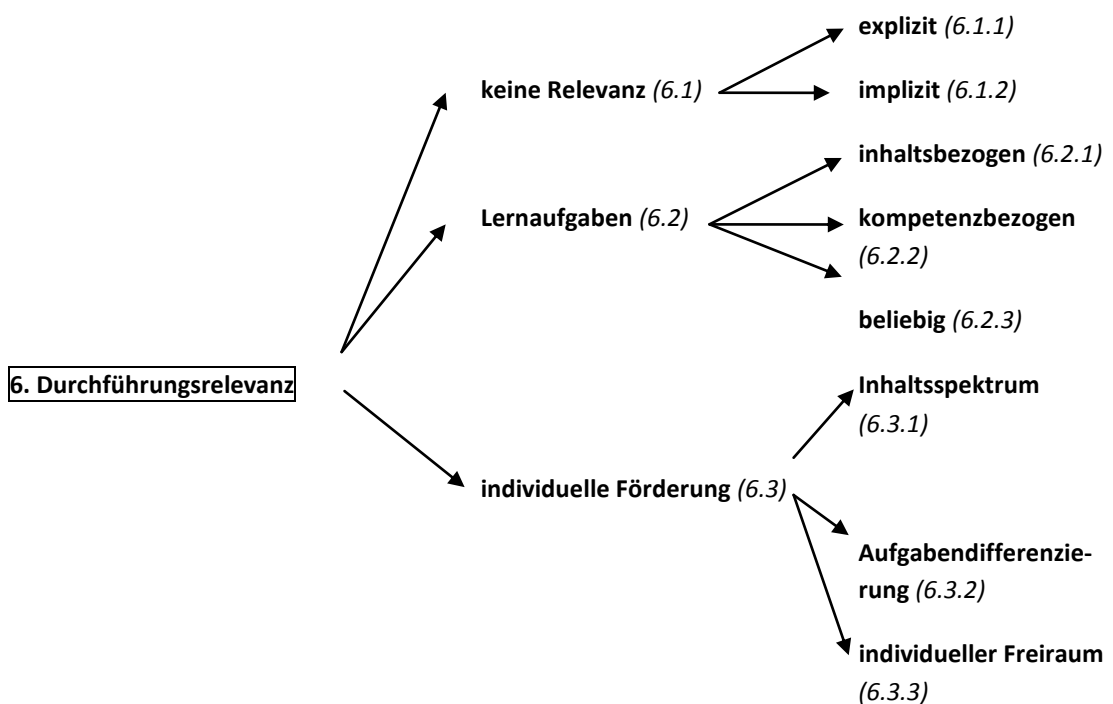 explizit (6.1.1)
keine Relevanz (6.1)
implizit (6.1.2)
inhaltsbezogen (6.2.1)
Lernaufgaben (6.2)
kompetenzbezogen
(6.2.2)
beliebig (6.2.3)
6. Durchführungsrelevanz
Inhaltsspektrum
(6.3.1)
individuelle Förderung (6.3)
Aufgabendifferenzie-
rung (6.3.2)
individueller Freiraum
(6.3.3)